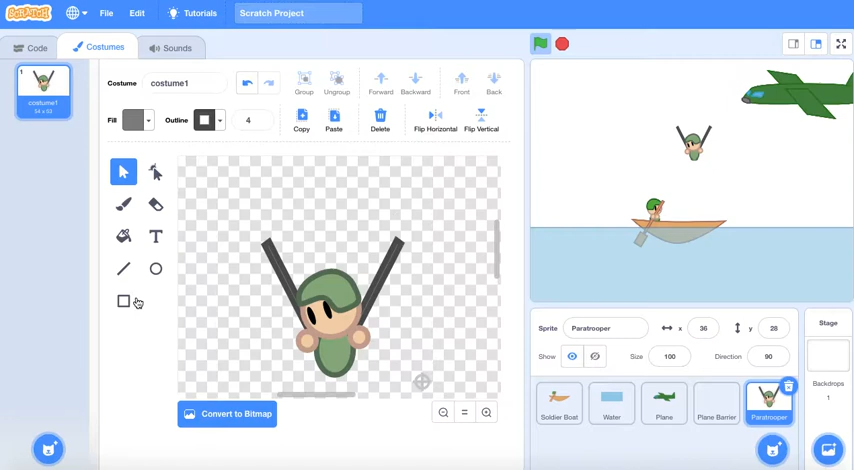 SCRATCH File Edit Tutorials Scratch Project
Code Costumes Sounds
1
costume1
54 x 53
Costume costume1 Group Ungroup Forward Backward Front Back
Fill Outline 4 Copy Paste Delete Flip Horizontal Flip Vertical
T
Convert to Bitmap
Sprite Paratrooper x 36 y 28
Show Size 100 Direction 90
Soldier Boat Water Plane Plane Barrier Paratrooper
Stage
Backdrops
1